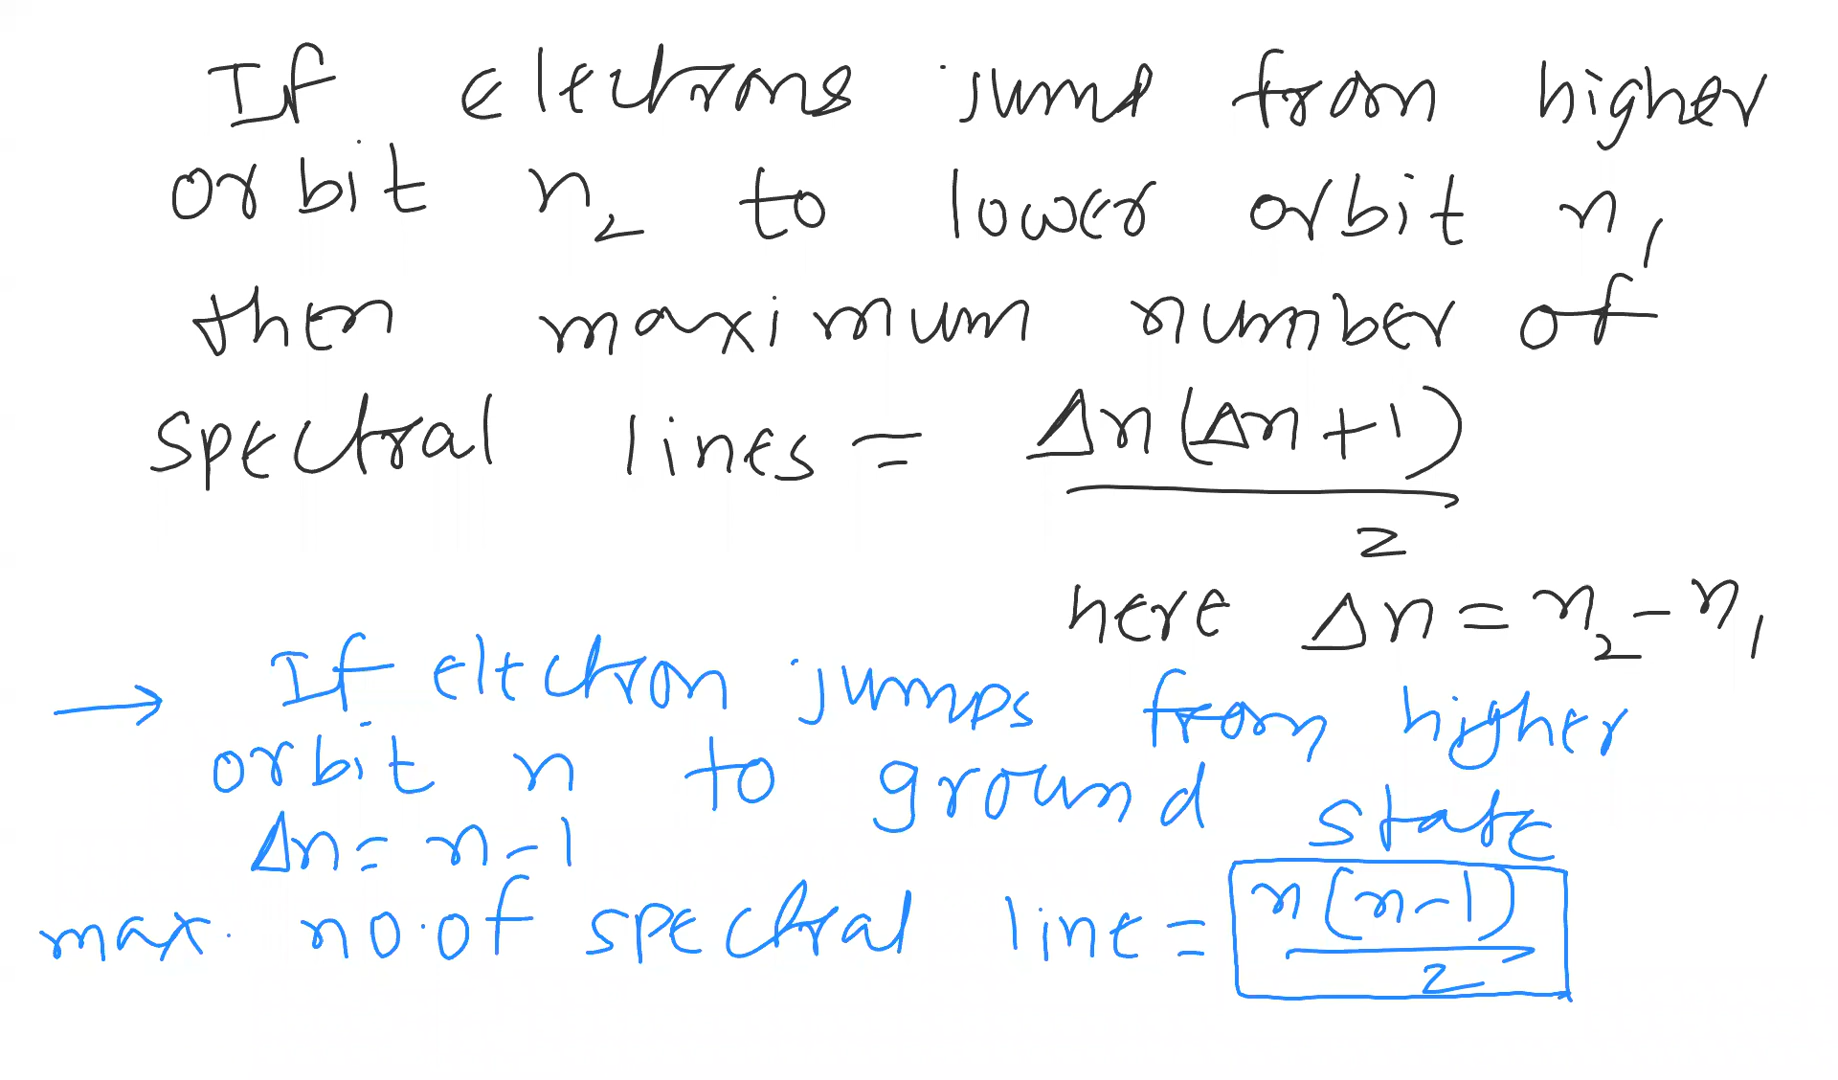 If electrons jump from higher
orbit n₂ to lower orbit n₁
then maximum number of
spectral lines = Δn(Δn+1)/2
here Δn = n₂ - n₁
→ If electron jumps from higher
orbit n to ground state
Δn = n-1
max. no. of spectral line = n(n-1)/2